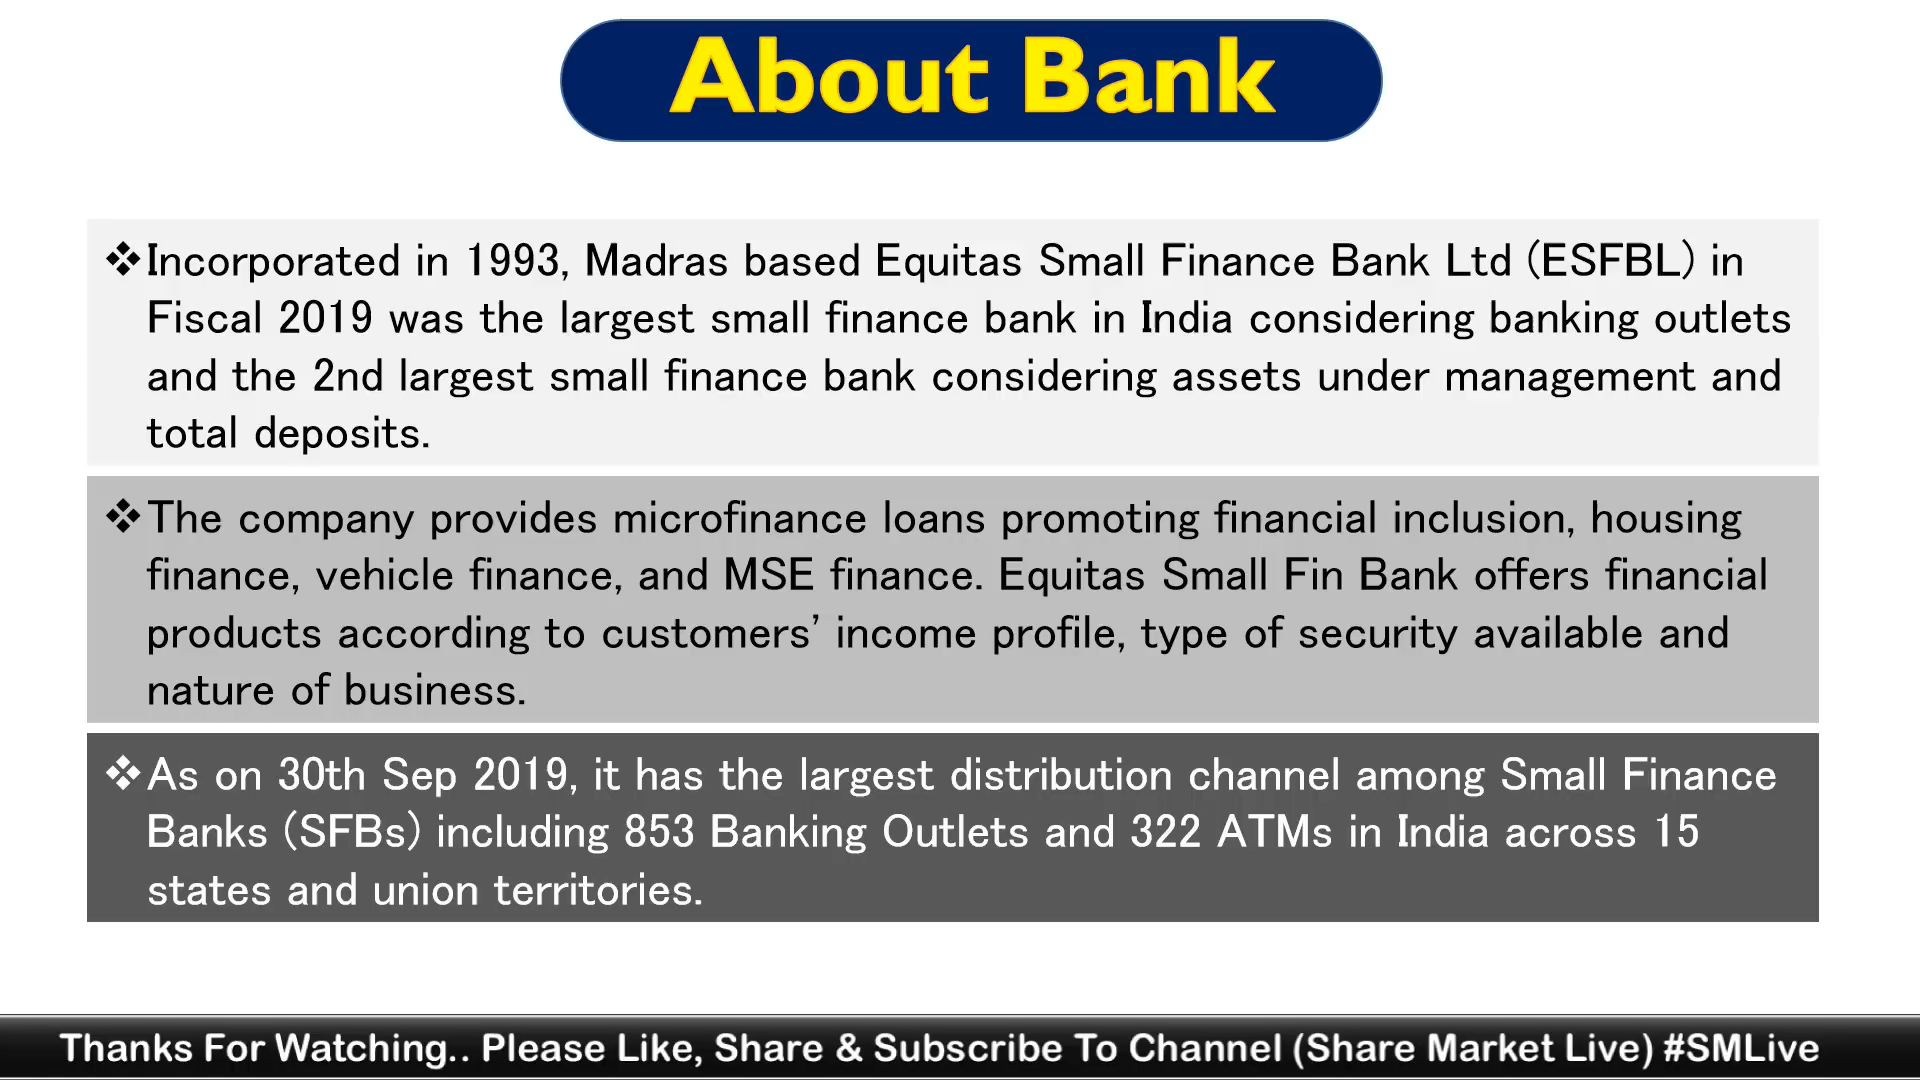 About Bank
❖Incorporated in 1993, Madras based Equitas Small Finance Bank Ltd (ESFBL) in
Fiscal 2019 was the largest small finance bank in India considering banking outlets
and the 2nd largest small finance bank considering assets under management and
total deposits.
❖The company provides microfinance loans promoting financial inclusion, housing
finance, vehicle finance, and MSE finance. Equitas Small Fin Bank offers financial
products according to customers’ income profile, type of security available and
nature of business.
❖As on 30th Sep 2019, it has the largest distribution channel among Small Finance
Banks (SFBs) including 853 Banking Outlets and 322 ATMs in India across 15
states and union territories.
Thanks For Watching.. Please Like, Share & Subscribe To Channel (Share Market Live) #SMLive